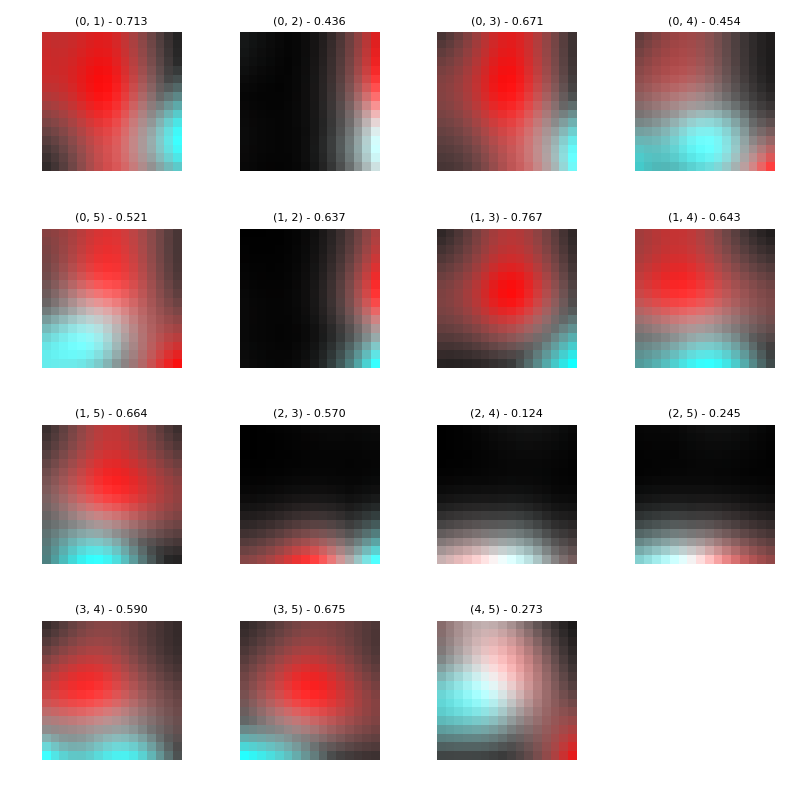 (0, 1) - 0.713
(0, 2) - 0.436
(0, 3) - 0.671
(0, 4) - 0.454
(0, 5) - 0.521
(1, 2) - 0.637
(1, 3) - 0.767
(1, 4) - 0.643
(1, 5) - 0.664
(2, 3) - 0.570
(2, 4) - 0.124
(2, 5) - 0.245
(3, 4) - 0.590
(3, 5) - 0.675
(4, 5) - 0.273